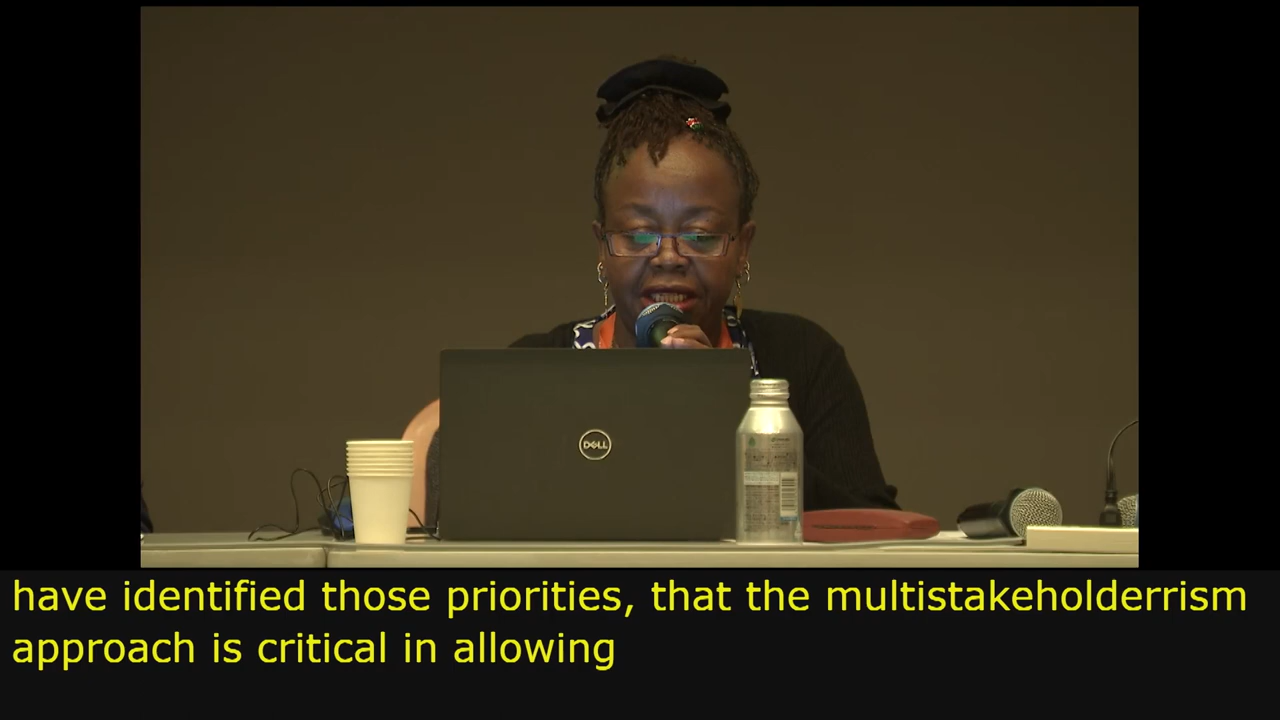 DELL
have identified those priorities, that the multistakeholderrism
approach is critical in allowing